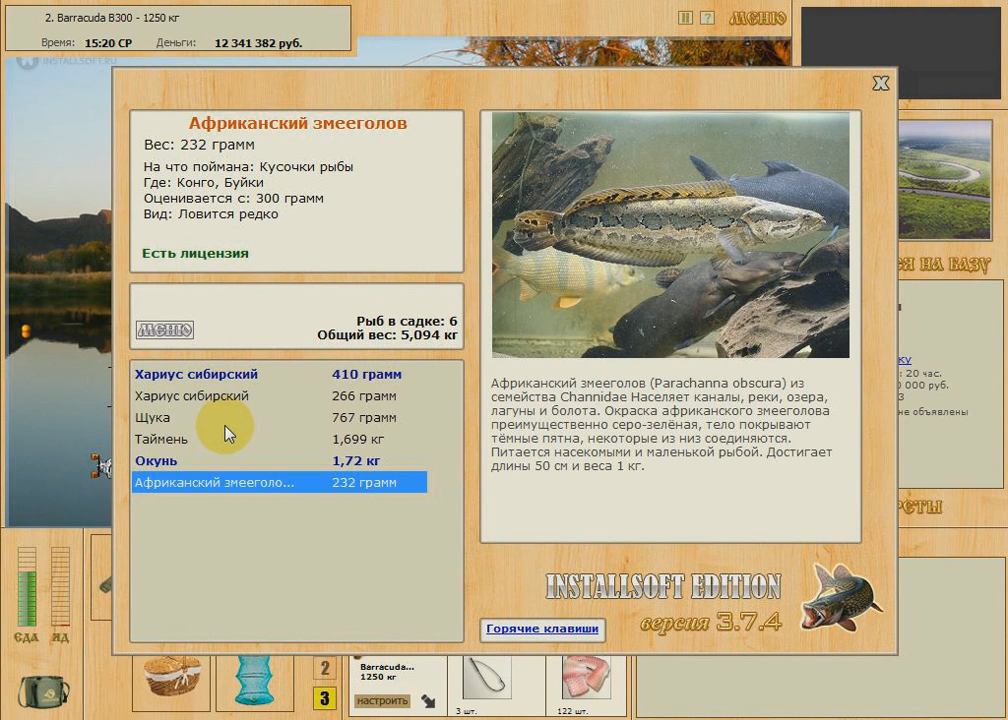 2. Barracuda B300 - 1250 кг
Время: 15:20 СР Деньги: 12 341 382 руб.
МЕНЮ
INSTALLSOFT.RU
X
Африканский змееголов
Вес: 232 грамм
На что поймана: Кусочки рыбы
Где: Конго, Буйки
Оценивается с: 300 грамм
Вид: Ловится редко
Есть лицензия
МЕНЮ
Рыб в садке: 6
Общий вес: 5,094 кг
Хариус сибирский 410 грамм
Хариус сибирский 266 грамм
Щука 767 грамм
Таймень 1,699 кг
Окунь 1,72 кг
Африканский змееголо... 232 грамм
Африканский змееголов (Parachanna obscura) из
семейства Channidae Населяет каналы, реки, озера,
лагуны и болота. Окраска африканского змееголова
преимущественно серо-зелёная, тело покрывают
тёмные пятна, некоторые из низ соединяются.
Питается насекомыми и маленькой рыбой. Достигает
длины 50 см и веса 1 кг.
INSTALLSOFT EDITION
версия 3.7.4
Горячие клавиши
Я НА БАЗУ
ку
: 20 час.
000 руб.
3
не объявлены
ЕТЫ
ЕДА ЯД
2
3
Barracuda...
1250 кг
настроить
3 шт.
122 шт.